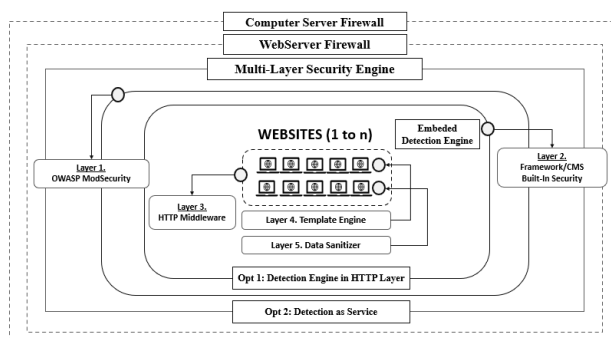 Computer Server Firewall
WebServer Firewall
Multi-Layer Security Engine
WEBSITES (1 to n)
Embeded
Detection Engine
Layer 1.
OWASP ModSecurity
Layer 2.
Framework/CMS
Built-In Security
Layer 3.
HTTP Middleware
Layer 4. Template Engine
Layer 5. Data Sanitizer
Opt 1: Detection Engine in HTTP Layer
Opt 2: Detection as Service